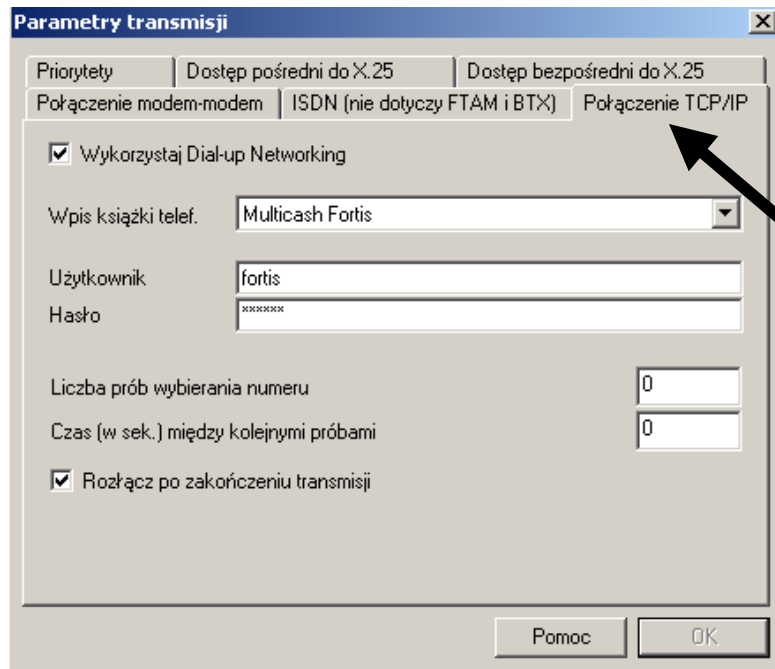 Parametry transmisji
Priorytety
Dostęp pośredni do X.25
Dostęp bezpośredni do X.25
Połączenie modem-modem
ISDN (nie dotyczy FTAM i BTX)
Połączenie TCP/IP
Wykorzystaj Dial-up Networking
Wpis książki telef.
Multicash Fortis
Użytkownik
fortis
Hasło
******
Liczba prób wybierania numeru
0
Czas (w sek.) między kolejnymi próbami
0
Rozłącz po zakończeniu transmisji
Pomoc
OK